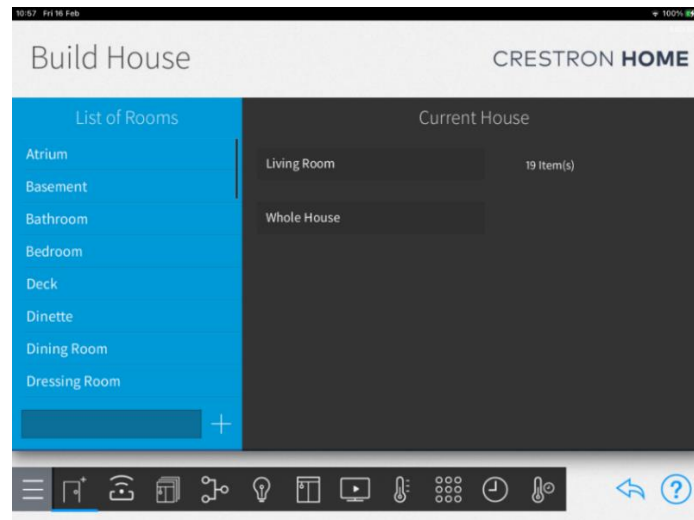 10:57 Fri 16 Feb
100%
Build House
CRESTRON HOME
List of Rooms
Atrium
Basement
Bathroom
Bedroom
Deck
Dinette
Dining Room
Dressing Room
Current House
Living Room
19 Item(s)
Whole House
?